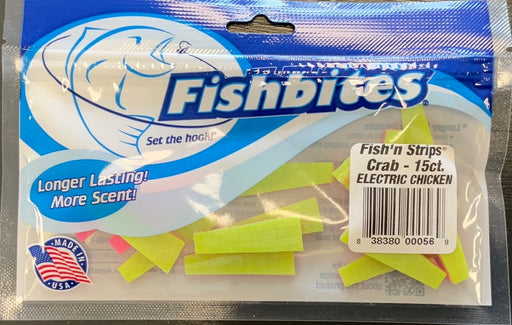 Fishbites®
Set the hook!
Longer Lasting!
More Scent!
Fish'n Strips
Crab - 15ct.
ELECTRIC CHICKEN
8 38380 00056 9
MADE IN
U.S.A.